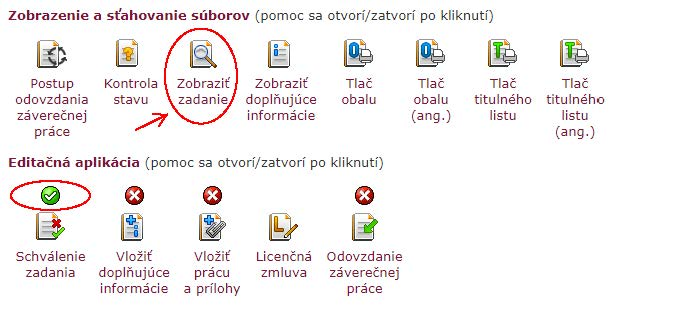 Zobrazenie a sťahovanie súborov (pomoc sa otvorí/zatvorí po kliknutí)
Postup odovzdania záverečnej práce
Kontrola stavu
Zobraziť zadanie
Zobraziť doplňujúce informácie
Tlač obalu
Tlač obalu (ang.)
Tlač titulného listu
Tlač titulného listu (ang.)
Editačná aplikácia (pomoc sa otvorí/zatvorí po kliknutí)
Schválenie zadania
Vložiť doplňujúce informácie
Vložiť prácu a prílohy
Licenčná zmluva
Odovzdanie záverečnej práce